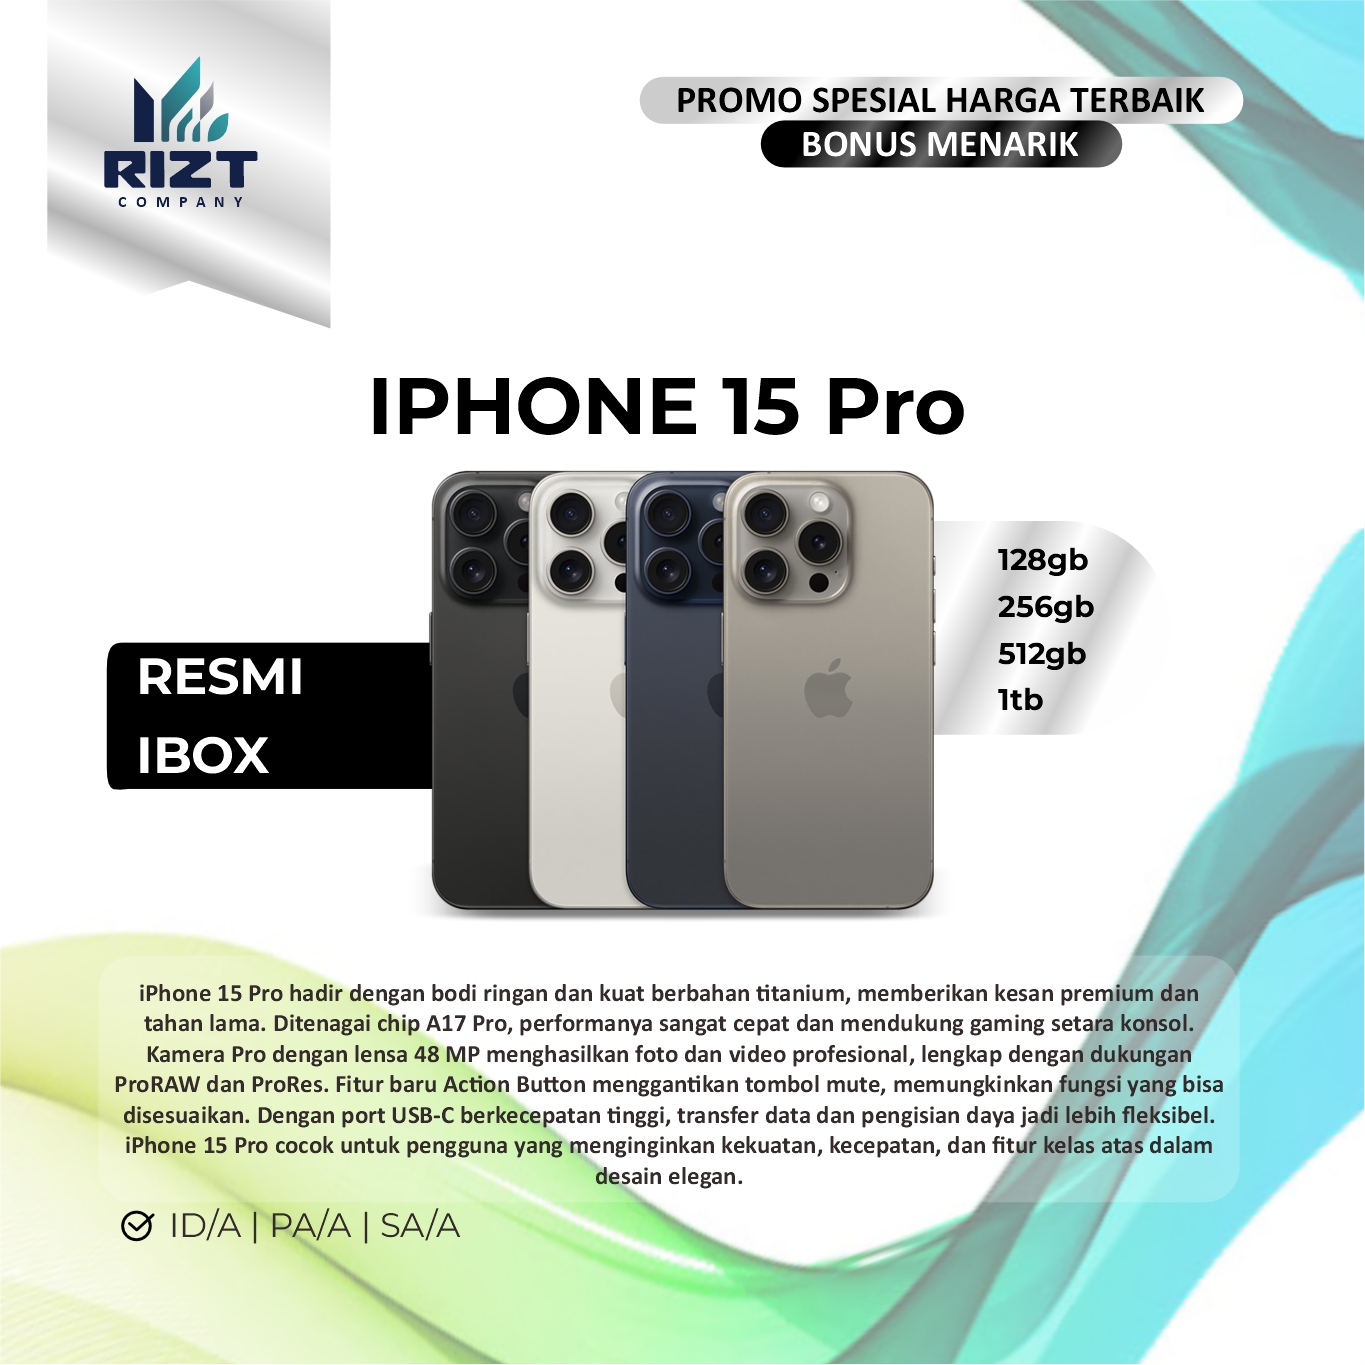 RIZT
COMPANY
PROMO SPESIAL HARGA TERBAIK
BONUS MENARIK
IPHONE 15 Pro
128gb
256gb
512gb
1tb
RESMI
IBOX
iPhone 15 Pro hadir dengan bodi ringan dan kuat berbahan titanium, memberikan kesan premium dan
tahan lama. Ditenagai chip A17 Pro, performanya sangat cepat dan mendukung gaming setara konsol.
Kamera Pro dengan lensa 48 MP menghasilkan foto dan video profesional, lengkap dengan dukungan
ProRAW dan ProRes. Fitur baru Action Button menggantikan tombol mute, memungkinkan fungsi yang bisa
disesuaikan. Dengan port USB-C berkecepatan tinggi, transfer data dan pengisian daya jadi lebih fleksibel.
iPhone 15 Pro cocok untuk pengguna yang menginginkan kekuatan, kecepatan, dan fitur kelas atas dalam
desain elegan.
ID/A | PA/A | SA/A